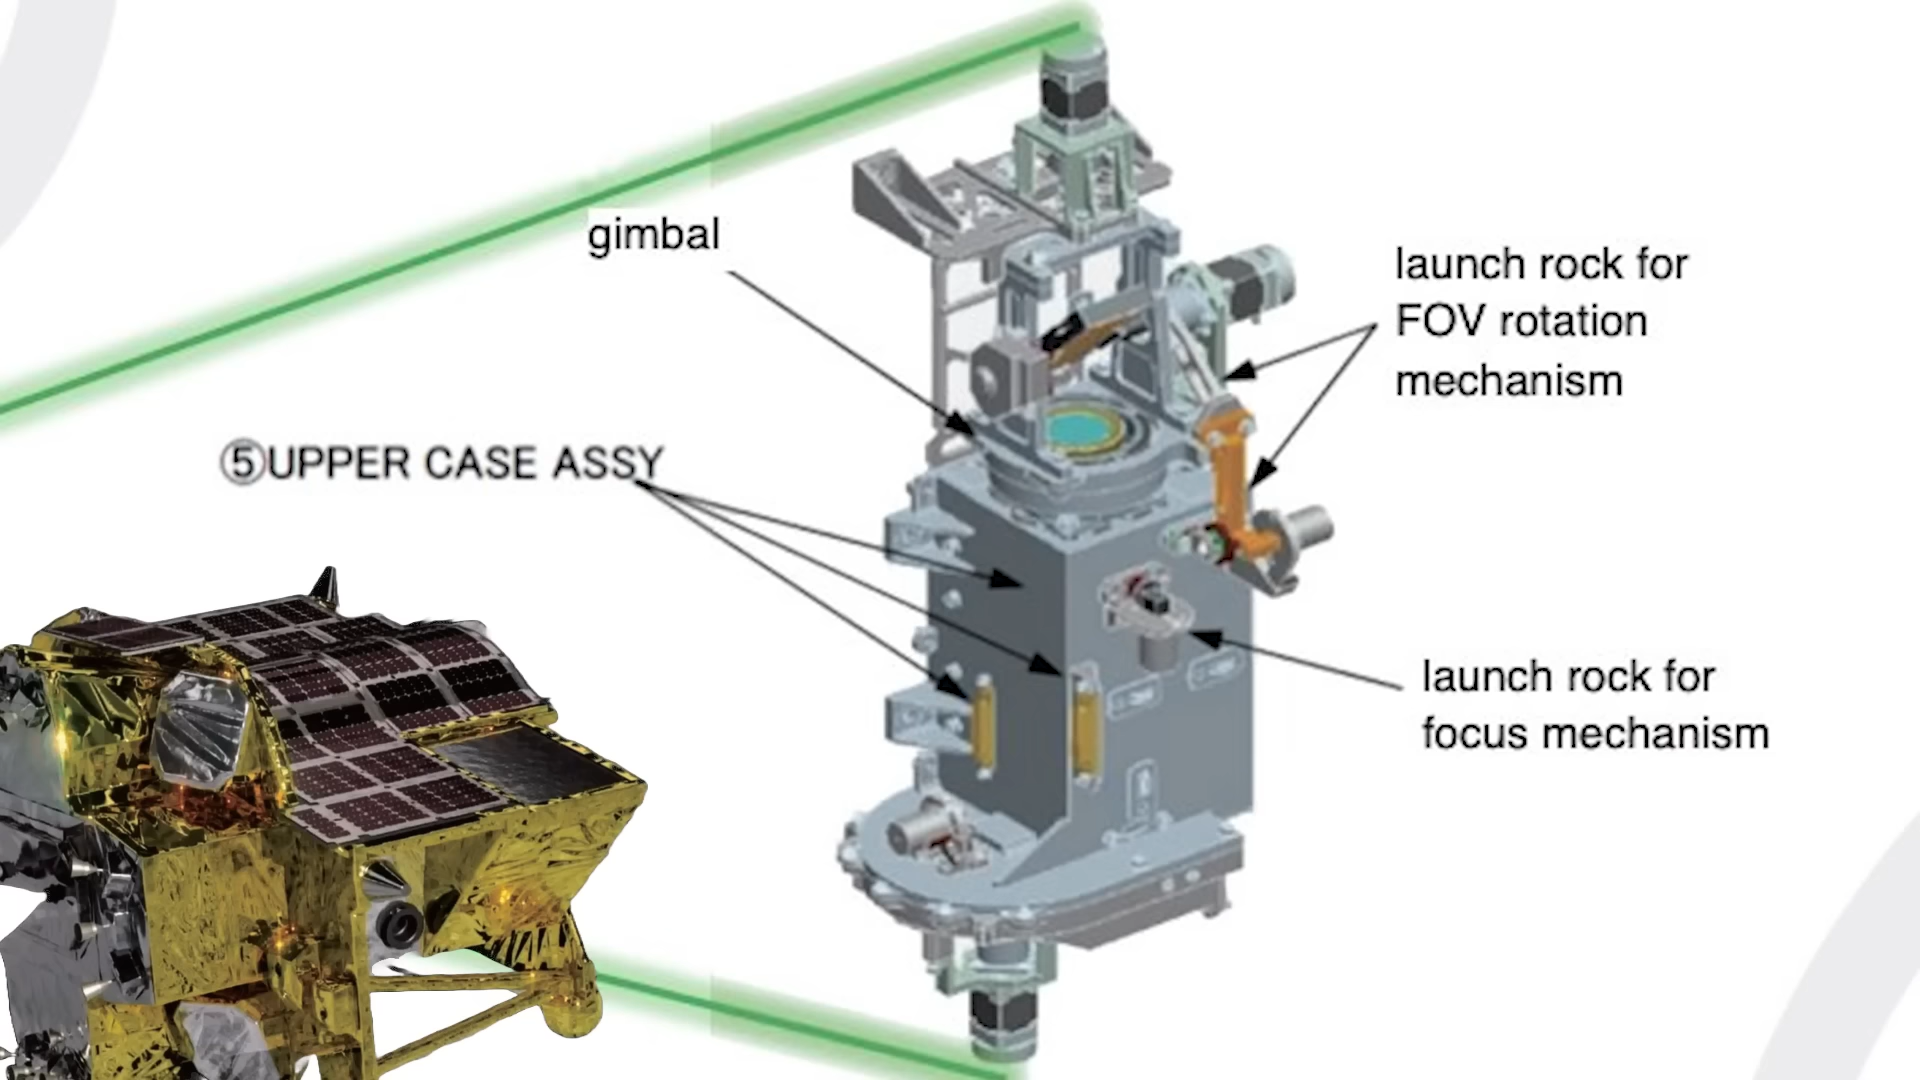 gimbal
launch rock for
FOV rotation
mechanism
⑤UPPER CASE ASSY
launch rock for
focus mechanism